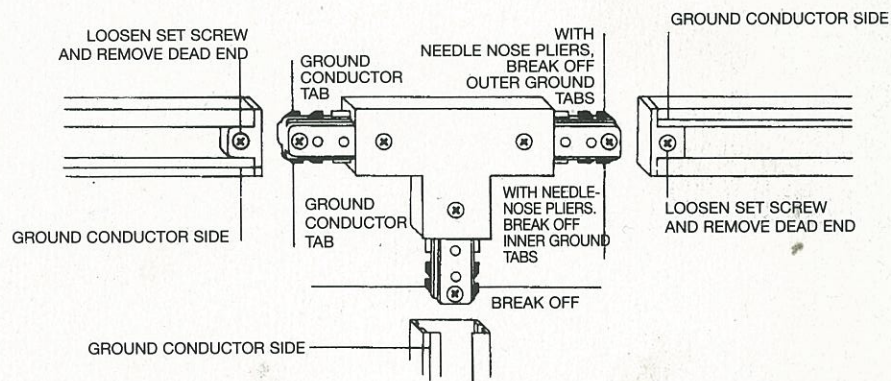 GROUND CONDUCTOR SIDE
LOOSEN SET SCREW
AND REMOVE DEAD END
GROUND
CONDUCTOR
TAB
WITH
NEEDLE NOSE PLIERS,
BREAK OFF
OUTER GROUND
TABS
GROUND CONDUCTOR SIDE
GROUND
CONDUCTOR
TAB
WITH NEEDLE-
NOSE PLIERS.
BREAK OFF
INNER GROUND
TABS
LOOSEN SET SCREW
AND REMOVE DEAD END
BREAK OFF
GROUND CONDUCTOR SIDE